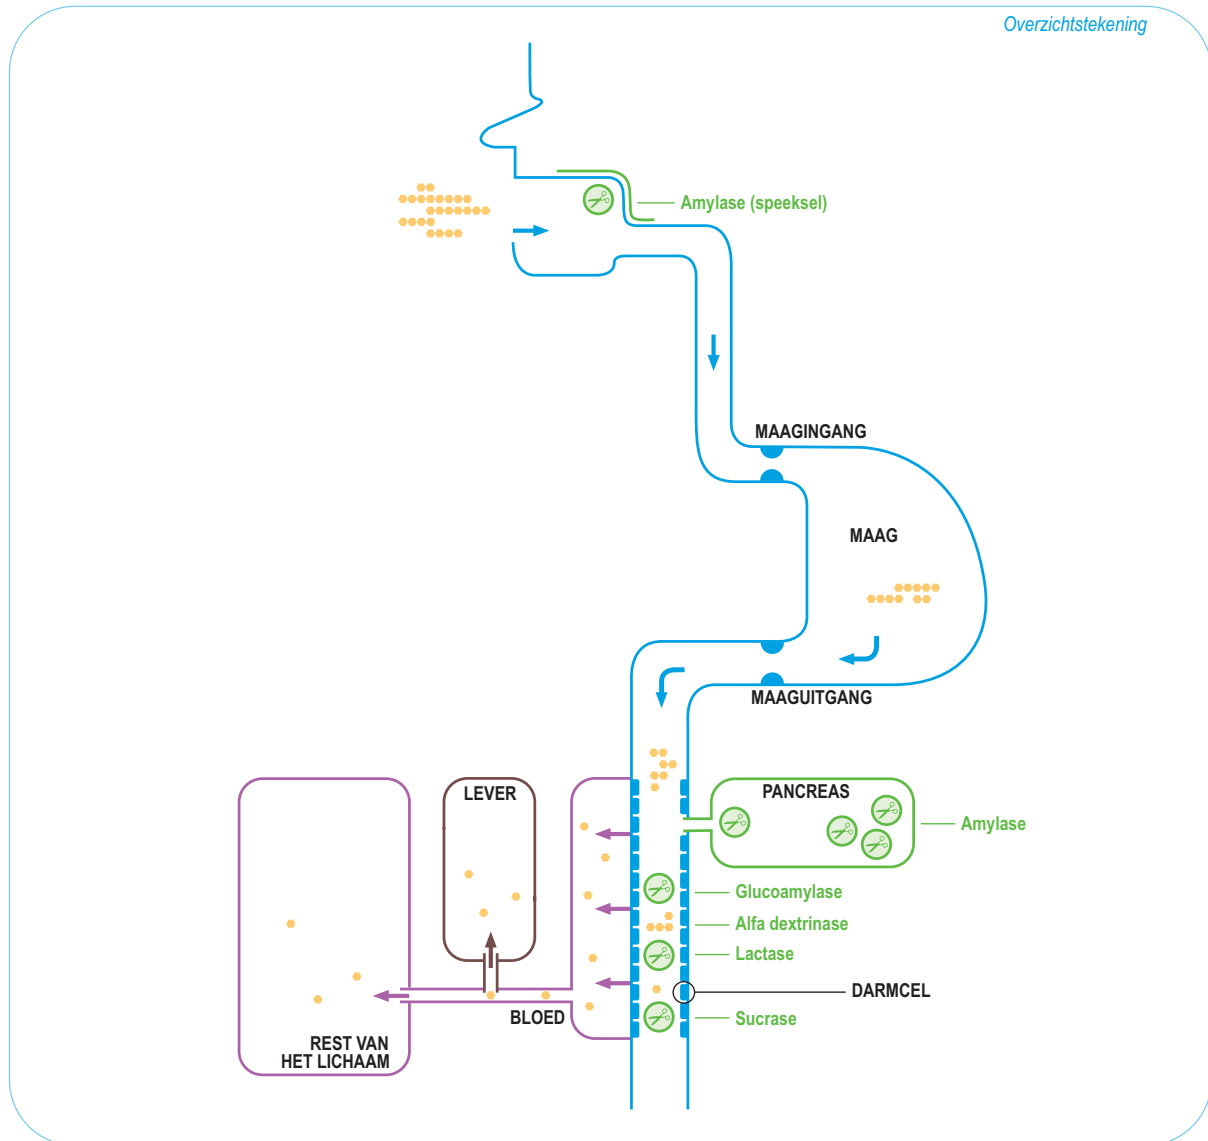 Overzichtstekening
Amylase (speeksel)
MAAGINGANG
MAAG
MAAGUITGANG
LEVER
PANCREAS
Amylase
Glucoamylase
Alfa dextrinase
Lactase
DARMCEL
BLOED
Sucrase
REST VAN
HET LICHAAM